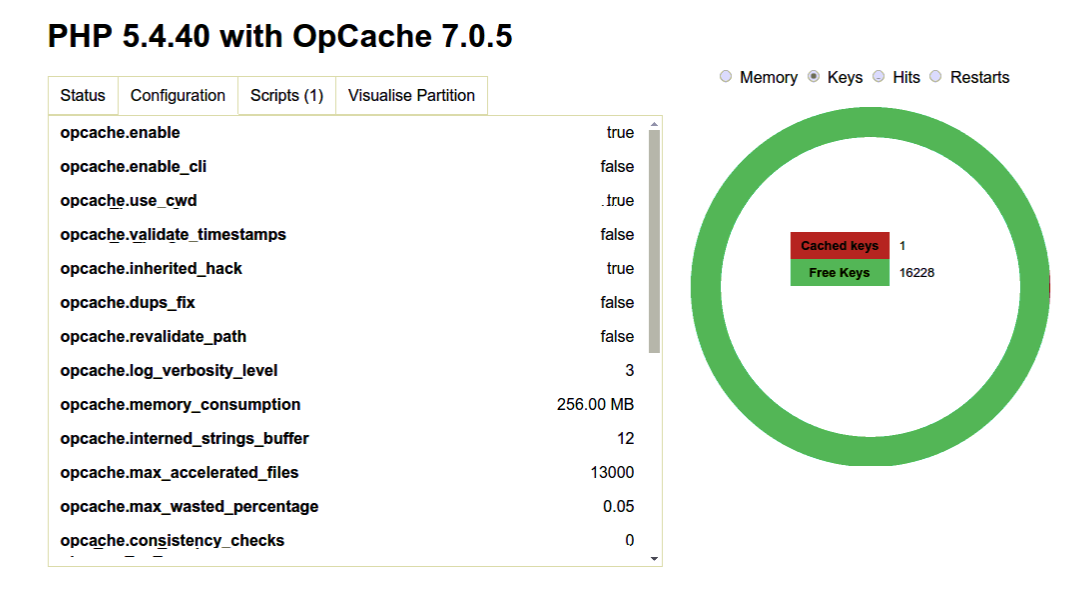 PHP 5.4.40 with OpCache 7.0.5
Status Configuration Scripts (1) Visualise Partition
opcache.enable true
opcache.enable_cli false
opcache.use_cwd true
opcache.validate_timestamps false
opcache.inherited_hack true
opcache.dups_fix false
opcache.revalidate_path false
opcache.log_verbosity_level 3
opcache.memory_consumption 256.00 MB
opcache.interned_strings_buffer 12
opcache.max_accelerated_files 13000
opcache.max_wasted_percentage 0.05
opcache.consistency_checks 0
Memory Keys Hits Restarts
Cached keys 1
Free Keys 16228